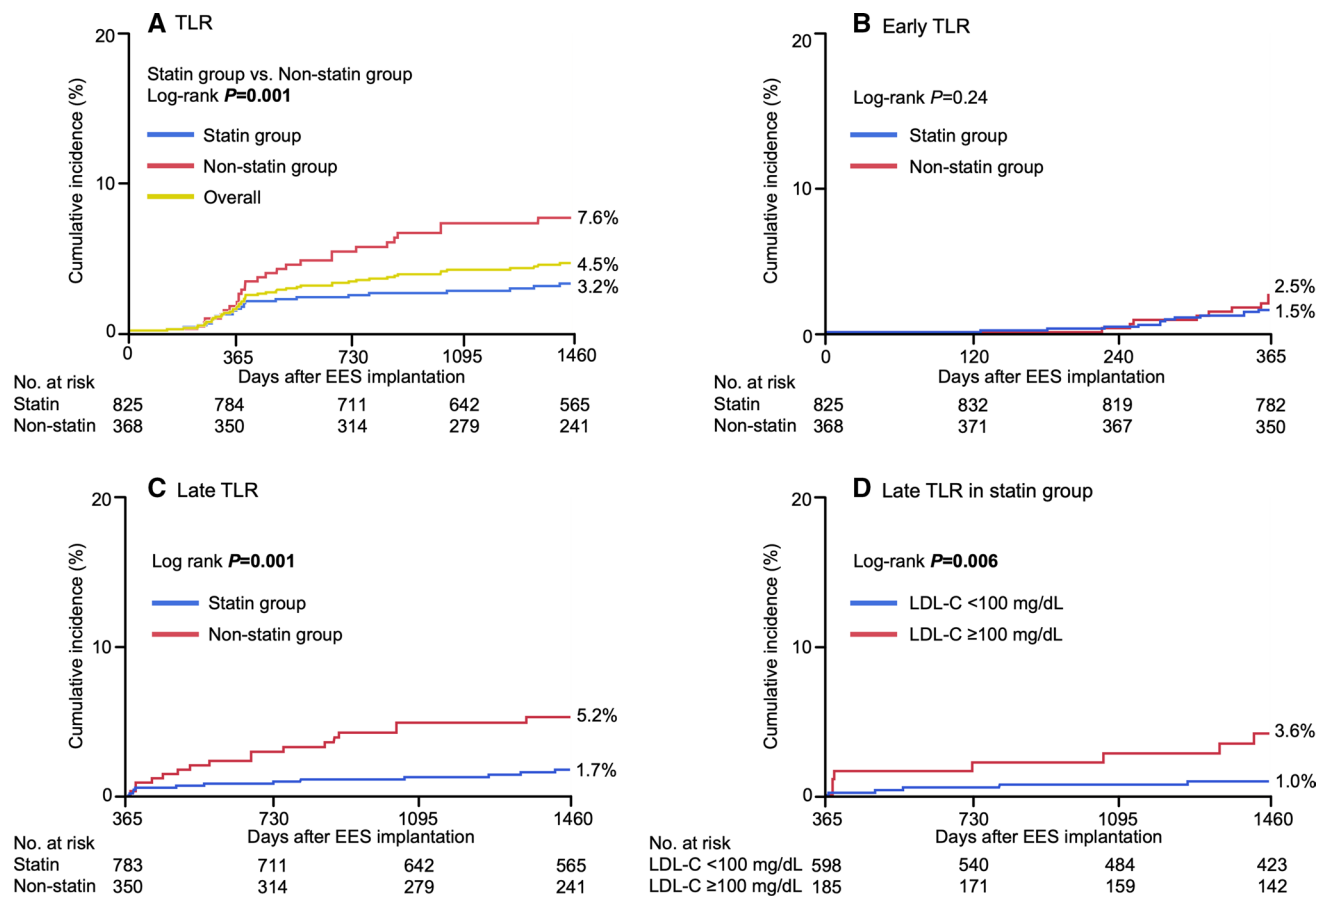 A TLR
20
Statin group vs. Non-statin group
Log-rank P=0.001
Statin group
Non-statin group
Overall
10
0
Cumulative incidence (%)
7.6%
4.5%
3.2%
0 365 730 1095 1460
Days after EES implantation
No. at risk
Statin 825 784 711 642 565
Non-statin 368 350 314 279 241
B Early TLR
20
Log-rank P=0.24
Statin group
Non-statin group
10
0
Cumulative incidence (%)
2.5%
1.5%
0 120 240 365
Days after EES implantation
No. at risk
Statin 825 832 819 782
Non-statin 368 371 367 350
C Late TLR
20
Log rank P=0.001
Statin group
Non-statin group
10
0
Cumulative incidence (%)
5.2%
1.7%
365 730 1095 1460
Days after EES implantation
No. at risk
Statin 783 711 642 565
Non-statin 350 314 279 241
D Late TLR in statin group
20
Log-rank P=0.006
LDL-C <100 mg/dL
LDL-C ≥100 mg/dL
10
0
Cumulative incidence (%)
3.6%
1.0%
365 730 1095 1460
Days after EES implantation
No. at risk
LDL-C <100 mg/dL 598 540 484 423
LDL-C ≥100 mg/dL 185 171 159 142